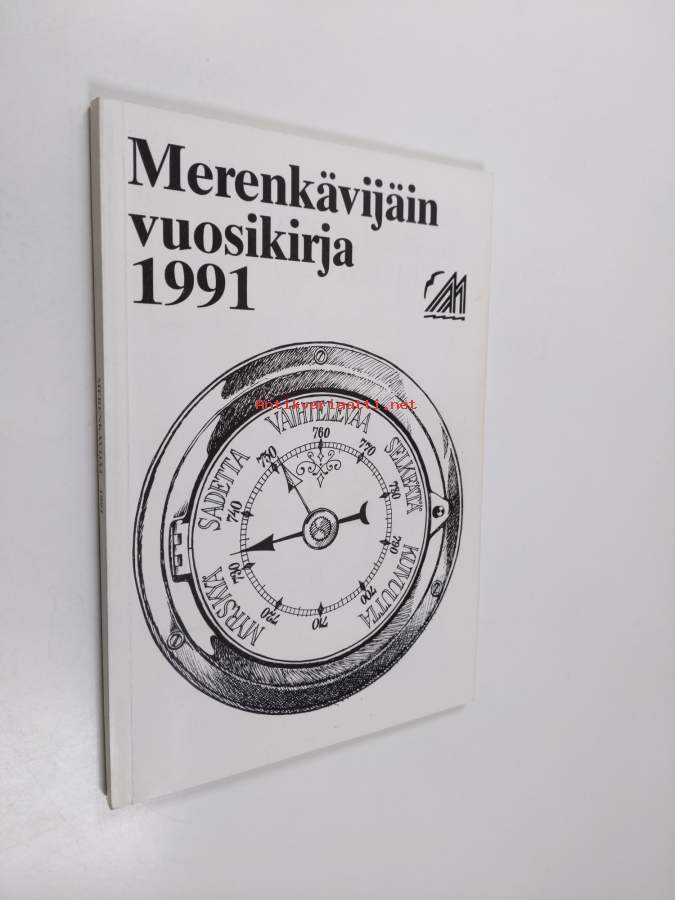 Merenkävijäin
vuosikirja
1991
Antikvariaatti.net
MYRSKYÄ SADETTA VAIHTELEVAA SELKEÄTÄ KUIVUUTTA
730 740 750 760 770 780 790 700 710 720